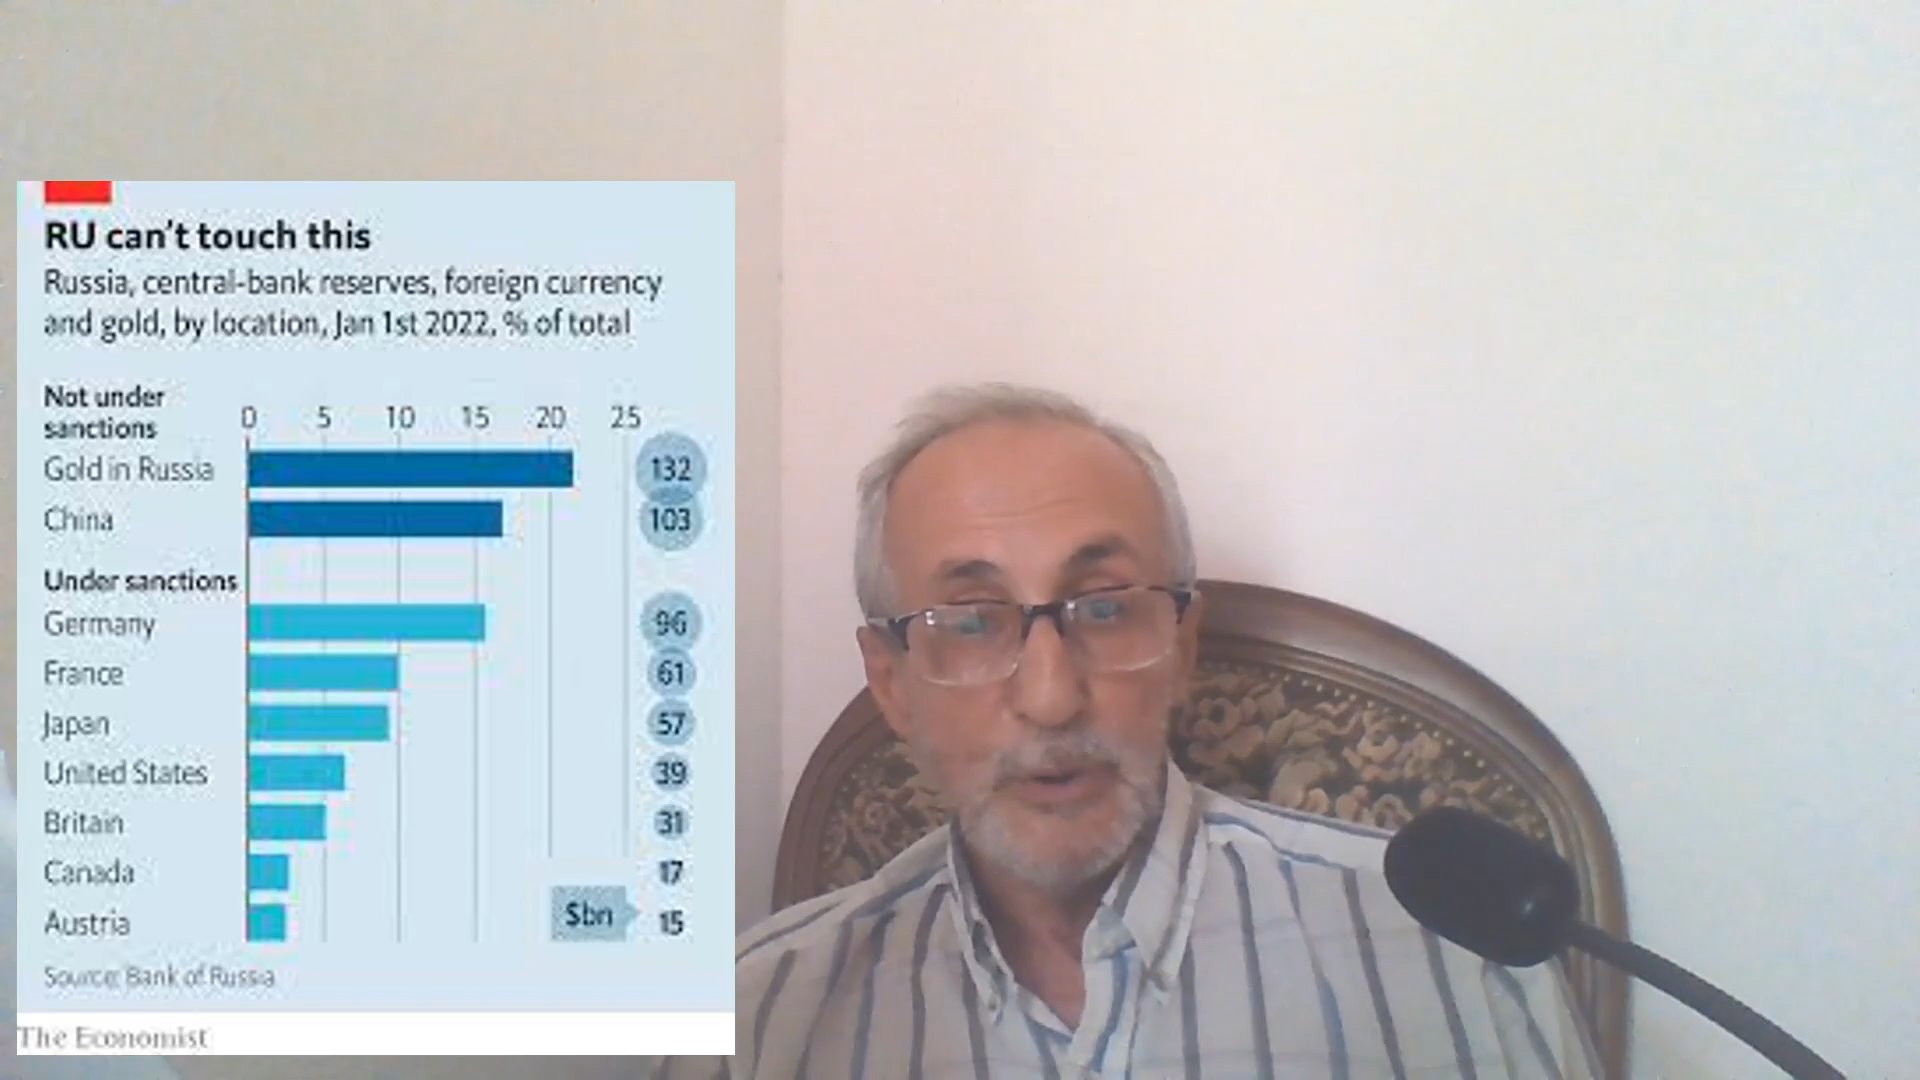 RU can't touch this
Russia, central-bank reserves, foreign currency
and gold, by location, Jan 1st 2022, % of total
Not under
sanctions
0 5 10 15 20 25
Gold in Russia 132
China 103
Under sanctions
Germany 96
France 61
Japan 57
United States 39
Britain 31
Canada 17
Austria $bn 15
Source: Bank of Russia
The Economist